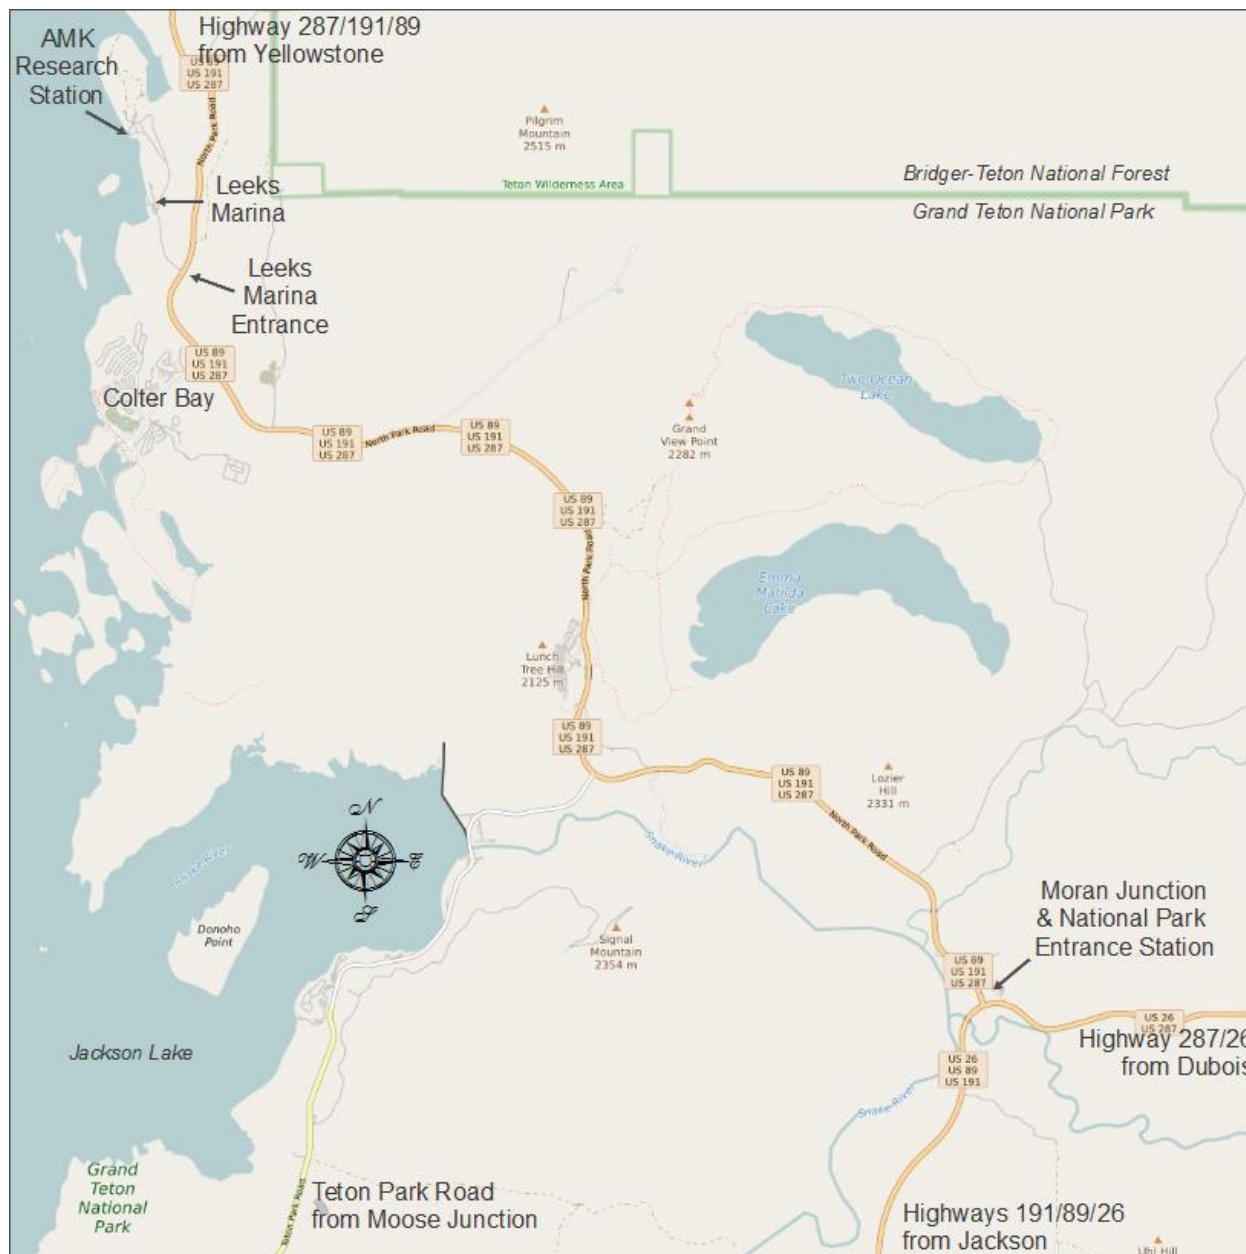 AMK
Research
Station
Highway 287/191/89
from Yellowstone
US 89
US 191
US 287
North Park Road
Pilgrim
Mountain
2515 m
Teton Wilderness Area
Bridger-Teton National Forest
Grand Teton National Park
Leeks
Marina
Leeks
Marina
Entrance
US 89
US 191
US 287
Colter Bay
US 89
US 191
US 287
North Park Road
US 89
US 191
US 287
Two Ocean
Lake
Grand
View Point
2282 m
US 89
US 191
US 287
North Park Road
Emma
Matilda
Lake
Lunch
Tree Hill
2125 m
US 89
US 191
US 287
US 89
US 191
US 287
Lozier
Hill
2331 m
North Park Road
N
W
E
S
Snake River
Snake River
Donoho
Point
Signal
Mountain
2354 m
Moran Junction
& National Park
Entrance Station
US 89
US 191
US 287
US 26
US 287
Highway 287/26
from Dubois
US 26
US 89
US 191
Snake River
Jackson Lake
Grand
Teton
National
Park
Teton Park Road
Teton Park Road
from Moose Junction
Highways 191/89/26
from Jackson
Uhl Hill